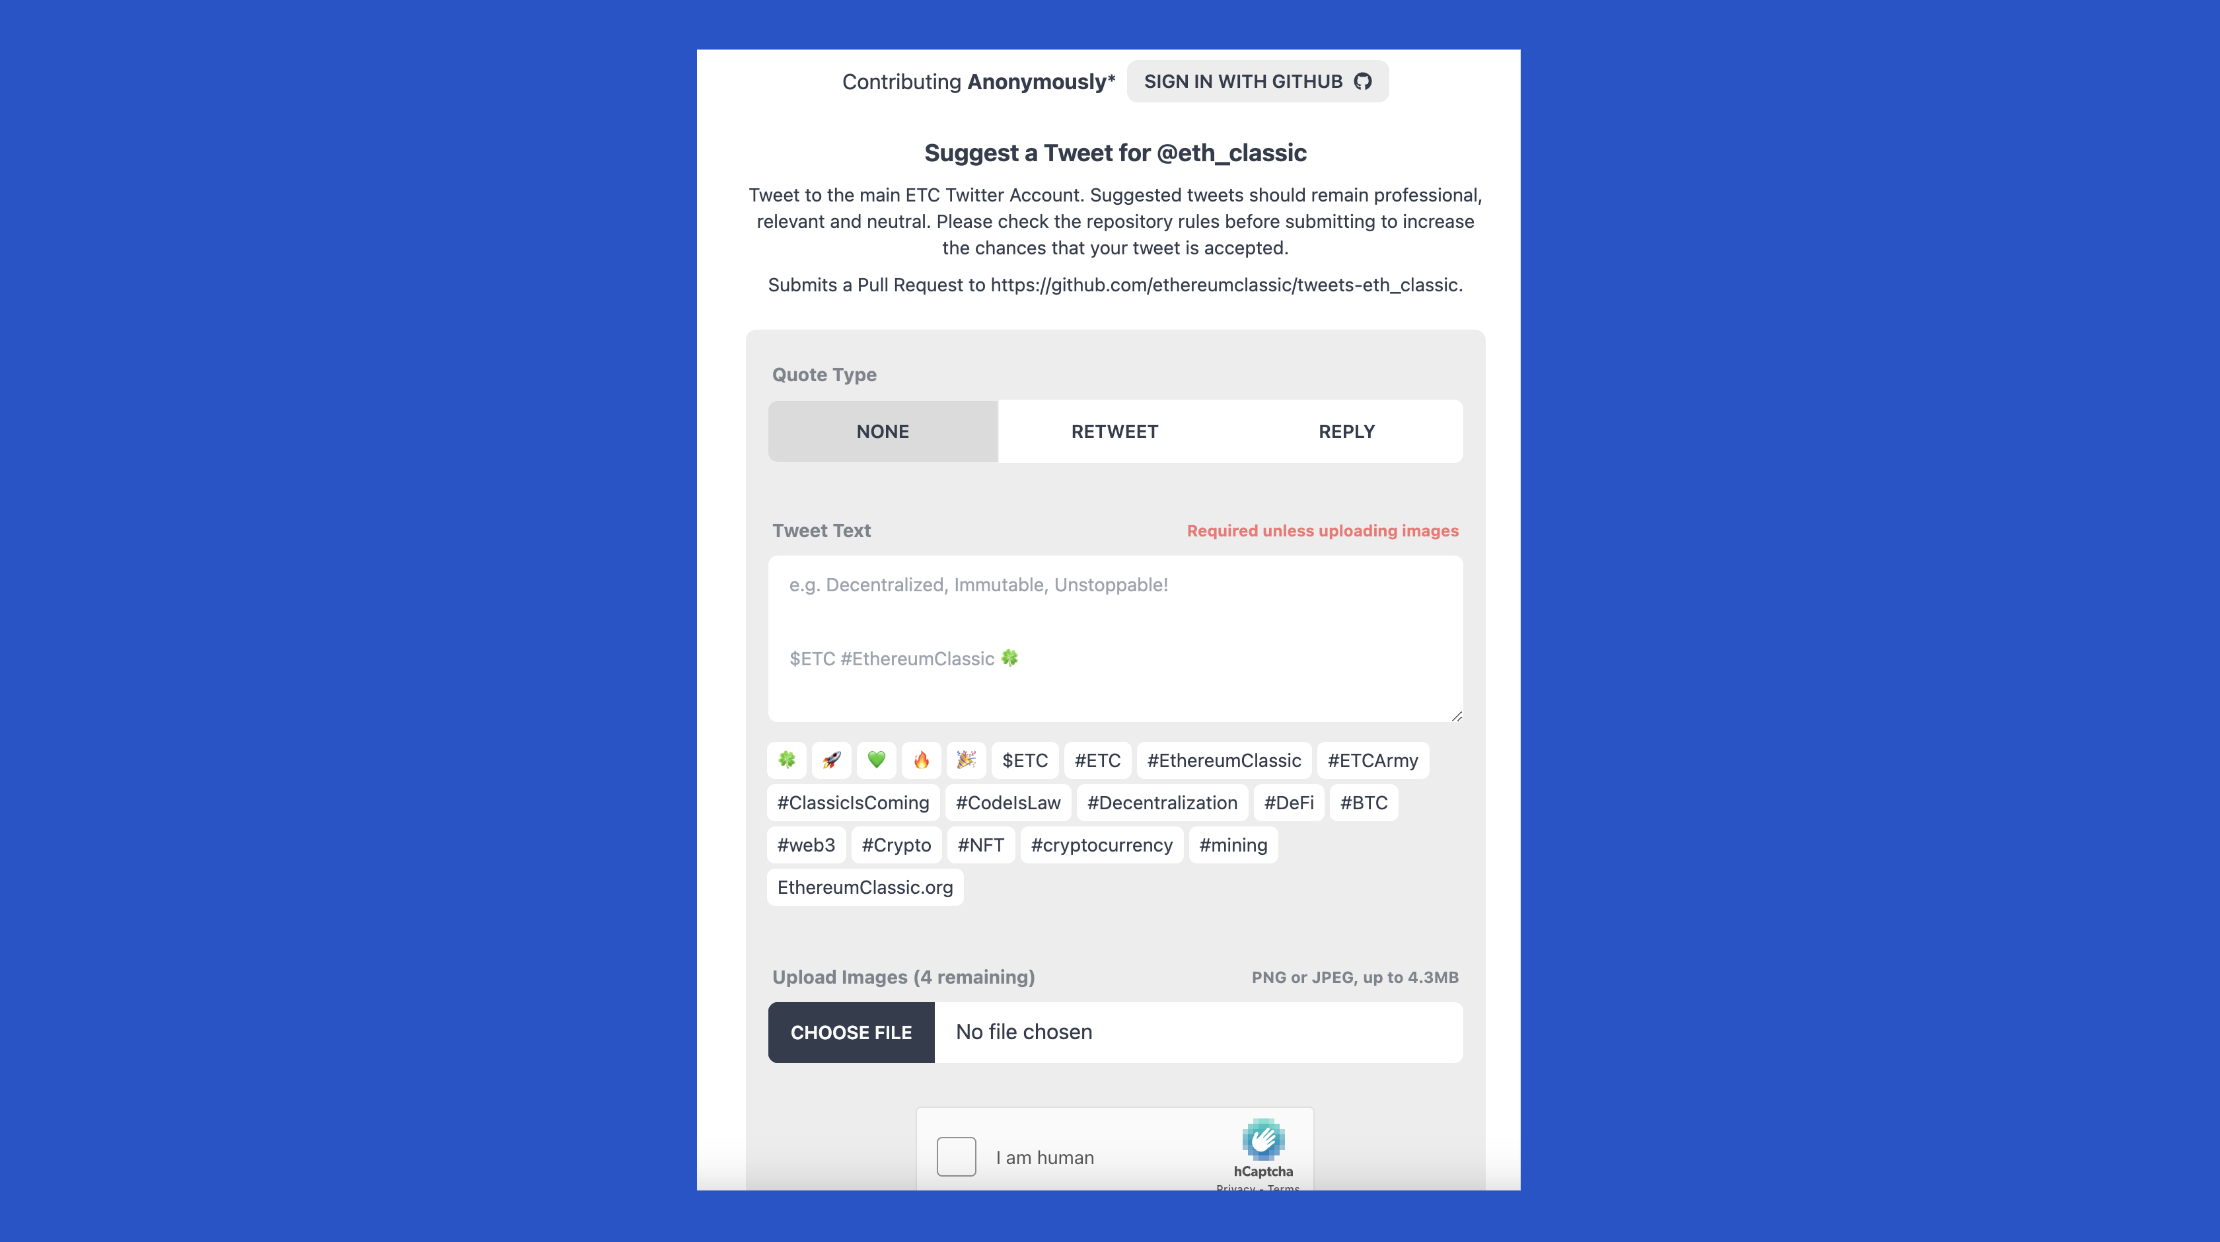 Contributing Anonymously* SIGN IN WITH GITHUB
Suggest a Tweet for @eth_classic
Tweet to the main ETC Twitter Account. Suggested tweets should remain professional,
relevant and neutral. Please check the repository rules before submitting to increase
the chances that your tweet is accepted.
Submits a Pull Request to https://github.com/ethereumclassic/tweets-eth_classic.
Quote Type
NONE RETWEET REPLY
Tweet Text Required unless uploading images
e.g. Decentralized, Immutable, Unstoppable!
$ETC #EthereumClassic 🍀
🍀 🚀 💚 🔥 🎉 $ETC #ETC #EthereumClassic #ETCArmy
#ClassicIsComing #CodeIsLaw #Decentralization #DeFi #BTC
#web3 #Crypto #NFT #cryptocurrency #mining
EthereumClassic.org
Upload Images (4 remaining) PNG or JPEG, up to 4.3MB
CHOOSE FILE No file chosen
I am human
hCaptcha
Privacy - Terms